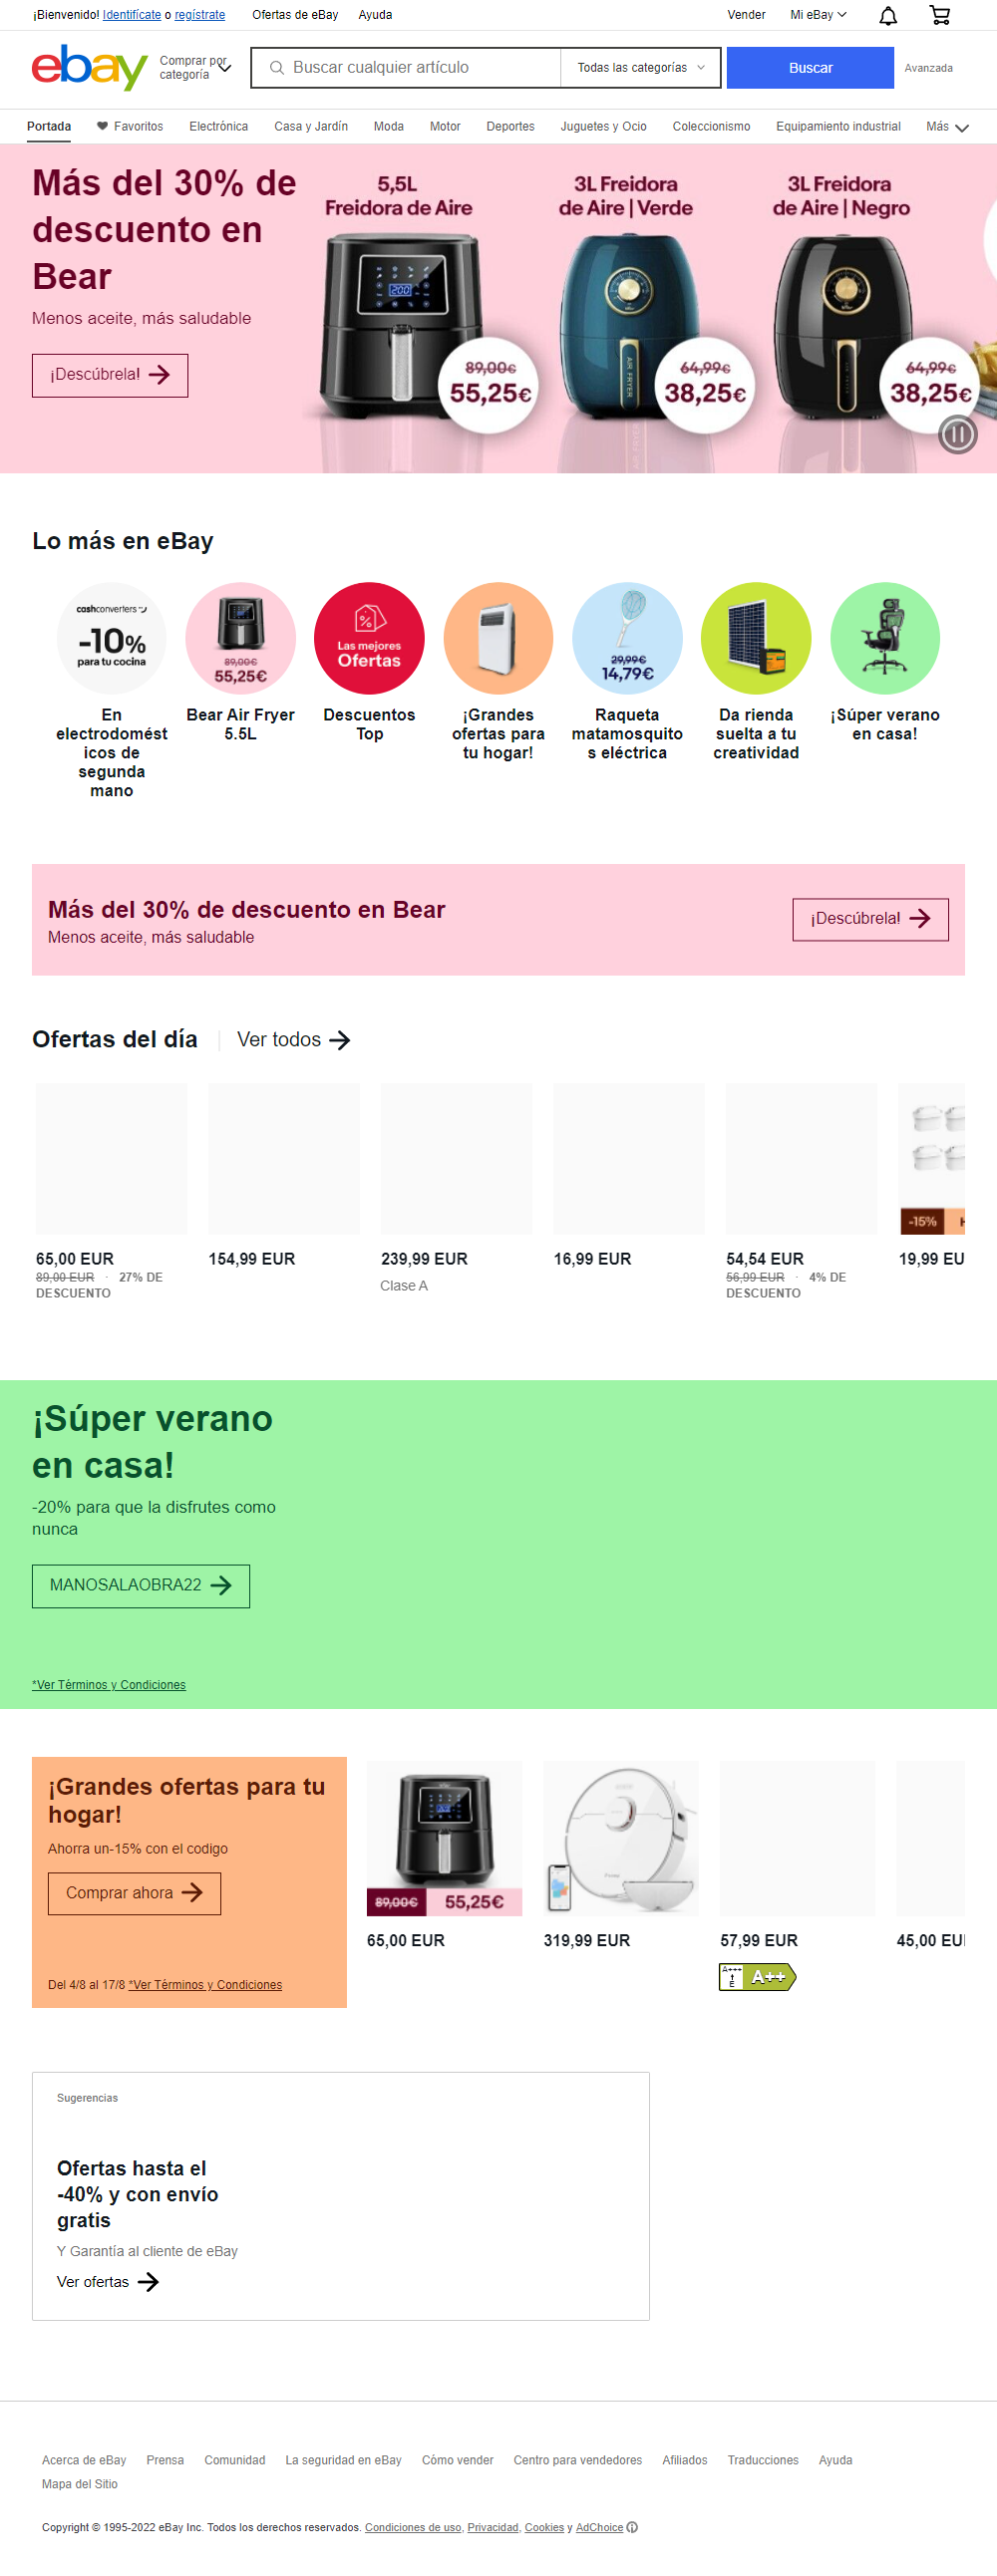 ¡Bienvenido! Identifícate o regístrate
Ofertas de eBay
Ayuda
Vender
Mi eBay
ebay
Comprar por
categoría
Buscar cualquier artículo
Todas las categorías
Buscar
Avanzada
Portada
Favoritos
Electrónica
Casa y Jardín
Moda
Motor
Deportes
Juguetes y Ocio
Coleccionismo
Equipamiento industrial
Más
Más del 30% de
descuento en
Bear
Menos aceite, más saludable
¡Descúbrela!
5,5L
Freidora de Aire
200
89,00€
55,25€
3L Freidora
de Aire | Verde
AIR FRYER
64,99€
38,25€
3L Freidora
de Aire | Negro
64,99€
38,25€
Lo más en eBay
cashconverters
-10%
para tu cocina
En
electrodomést
icos de
segunda
mano
89,00€
55,25€
Bear Air Fryer
5.5L
Las mejores
Ofertas
Descuentos
Top
¡Grandes
ofertas para
tu hogar!
29,99€
14,79€
Raqueta
matamosquito
s eléctrica
Da rienda
suelta a tu
creatividad
¡Súper verano
en casa!
Más del 30% de descuento en Bear
Menos aceite, más saludable
¡Descúbrela!
Ofertas del día
Ver todos
65,00 EUR
89,00 EUR · 27% DE
DESCUENTO
154,99 EUR
239,99 EUR
Clase A
16,99 EUR
54,54 EUR
56,99 EUR · 4% DE
DESCUENTO
-15%
19,99 EU
¡Súper verano
en casa!
-20% para que la disfrutes como
nunca
MANOSALAOBRA22
*Ver Términos y Condiciones
¡Grandes ofertas para tu
hogar!
Ahorra un-15% con el codigo
Comprar ahora
Del 4/8 al 17/8 *Ver Términos y Condiciones
89,00€ 55,25€
65,00 EUR
319,99 EUR
57,99 EUR
A+++
E
A++
45,00 EU
Sugerencias
Ofertas hasta el
-40% y con envío
gratis
Y Garantía al cliente de eBay
Ver ofertas
Acerca de eBay
Prensa
Comunidad
La seguridad en eBay
Cómo vender
Centro para vendedores
Afiliados
Traducciones
Ayuda
Mapa del Sitio
Copyright © 1995-2022 eBay Inc. Todos los derechos reservados. Condiciones de uso, Privacidad, Cookies y AdChoice